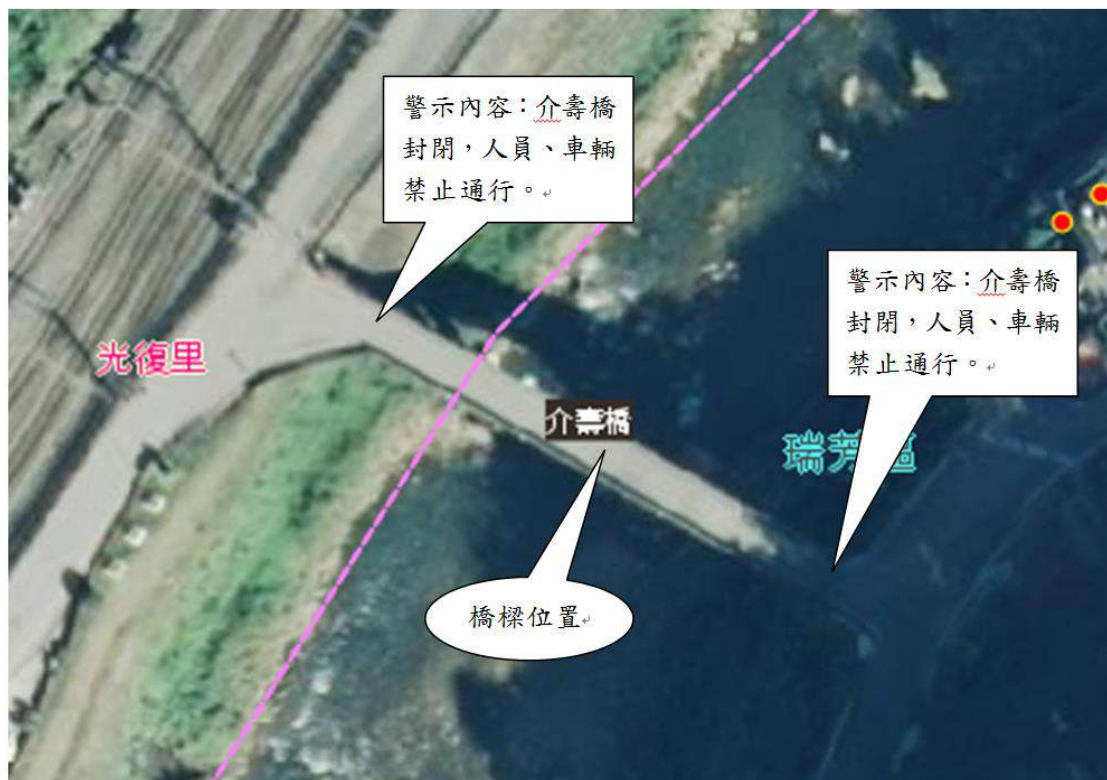 警示內容：介壽橋
封閉，人員、車輛
禁止通行。
警示內容：介壽橋
封閉，人員、車輛
禁止通行。
光復里
介壽橋
瑞芳區
橋樑位置